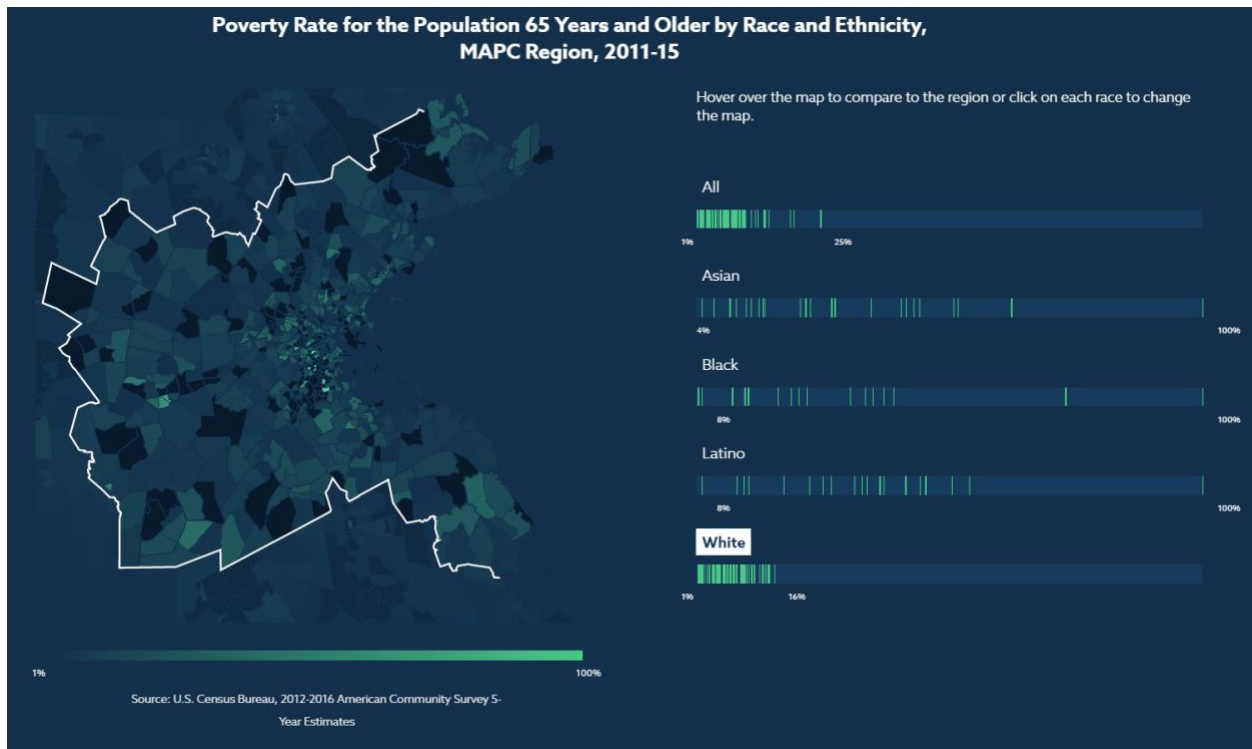 Poverty Rate for the Population 65 Years and Older by Race and Ethnicity,
MAPC Region, 2011-15
Hover over the map to compare to the region or click on each race to change
the map.
All
1%
25%
Asian
4%
100%
Black
8%
100%
Latino
8%
100%
White
1%
16%
1%
100%
Source: U.S. Census Bureau, 2012-2016 American Community Survey 5-
Year Estimates